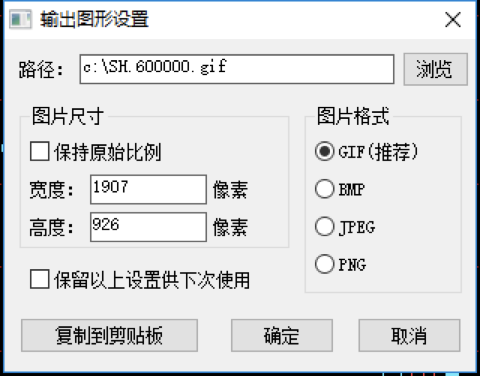 输出图形设置
路径: c:\SH.600000.gif 浏览
图片尺寸
保持原始比例
宽度: 1907 像素
高度: 926 像素
图片格式
GIF(推荐)
BMP
JPEG
PNG
保留以上设置供下次使用
复制到剪贴板 确定 取消